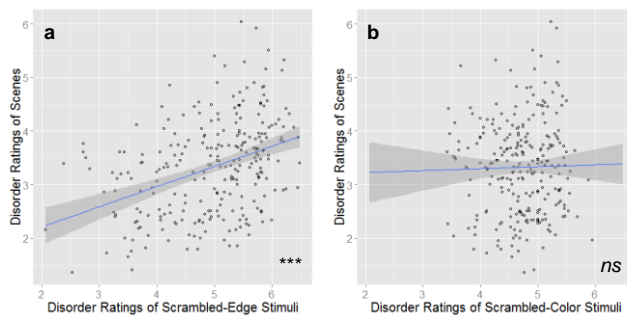 a
Disorder Ratings of Scenes
6
5
4
3
2
2 3 4 5 6
Disorder Ratings of Scrambled-Edge Stimuli
***
b
Disorder Ratings of Scenes
6
5
4
3
2
2 3 4 5 6
Disorder Ratings of Scrambled-Color Stimuli
ns